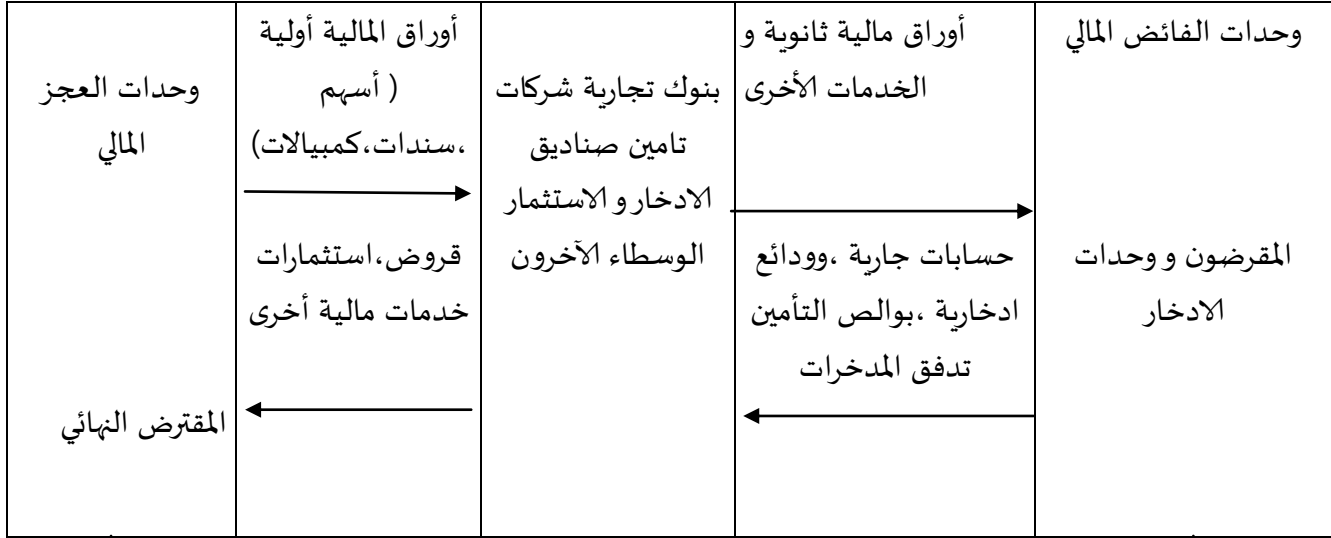 وحدات الفائض المالي
المقرضون و وحدات
الادخار
أوراق مالية ثانوية و
الخدمات الأخرى
حسابات جارية ،وودائع
ادخارية ،بوالص التأمين
تدفق المدخرات
بنوك تجارية شركات
تامين صناديق
الادخار و الاستثمار
الوسطاء الآخرون
أوراق المالية أولية
( أسهم
،سندات،كمبيالات)
قروض،استثمارات
خدمات مالية أخرى
وحدات العجز
المالي
المقترض النهائي